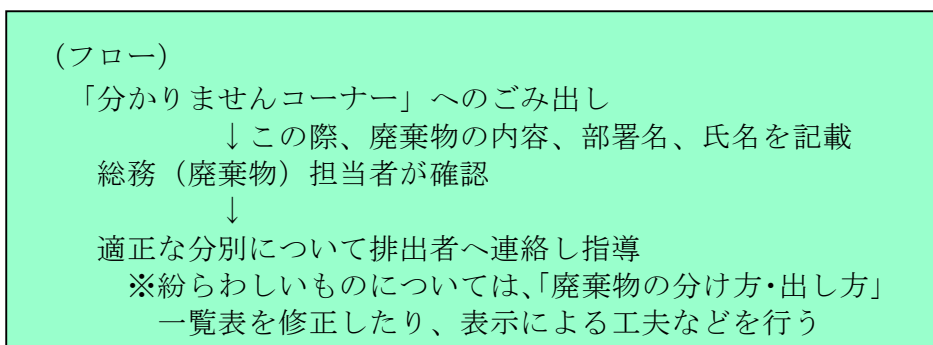 (フロー)
「分かりませんコーナー」へのごみ出し
↓この際、廃棄物の内容、部署名、氏名を記載
総務（廃棄物）担当者が確認
↓
適正な分別について排出者へ連絡し指導
※紛らわしいものについては、「廃棄物の分け方・出し方」
一覧表を修正したり、表示による工夫などを行う